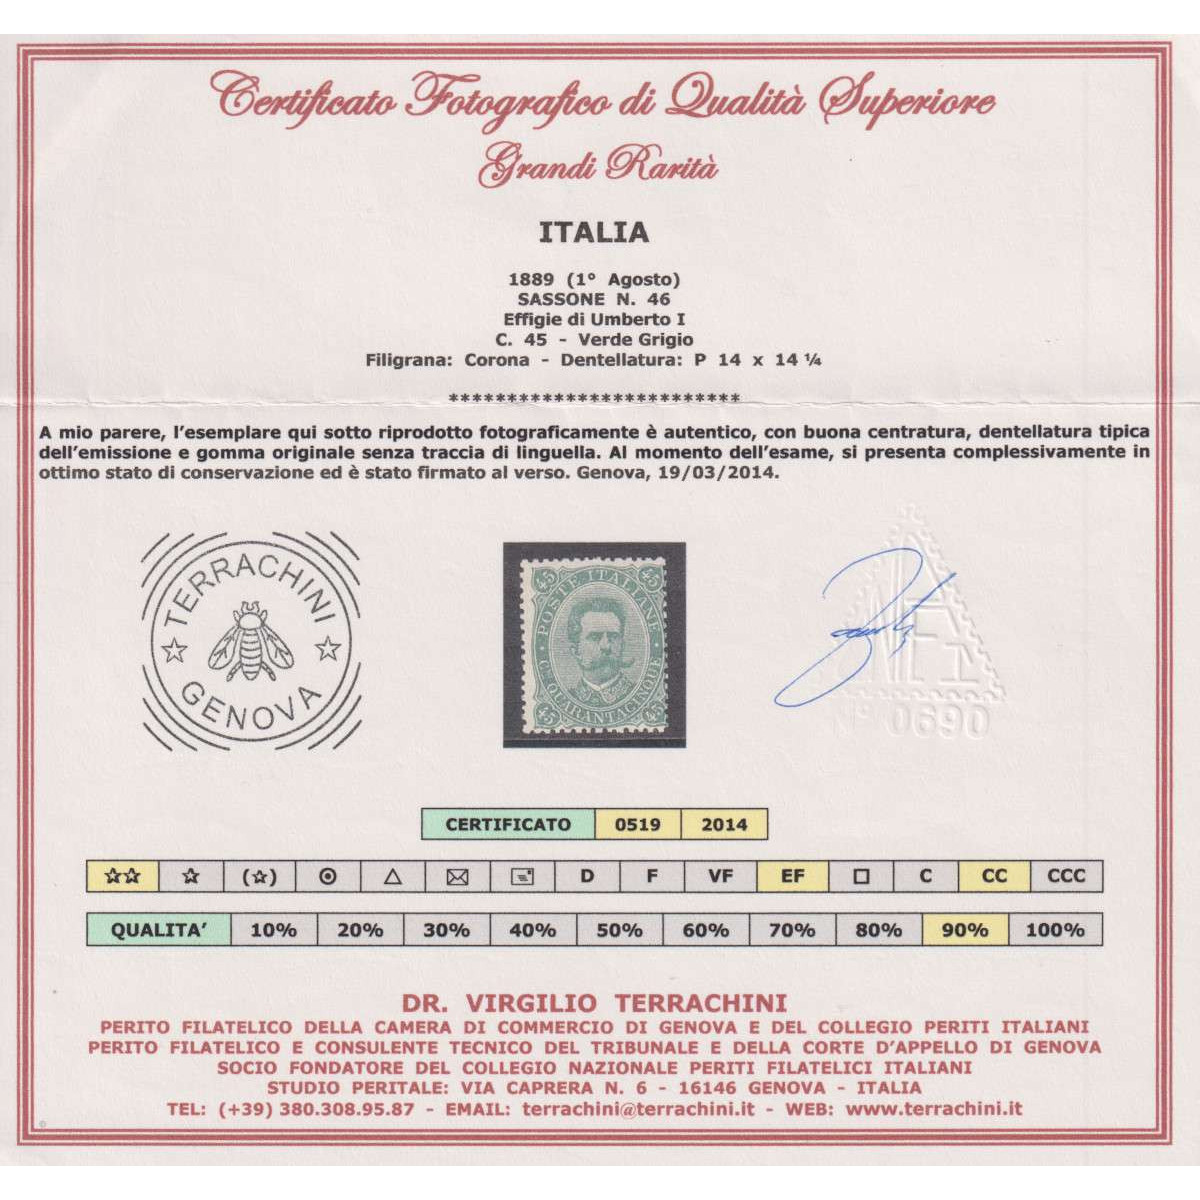 Certificato Fotografico di Qualità Superiore
Grandi Rarità
ITALIA
1889 (1° Agosto)
SASSONE N. 46
Effigie di Umberto I
C. 45 - Verde Grigio
Filigrana: Corona - Dentellatura: P 14 x 14 ¼
*************************
A mio parere, l’esemplare qui sotto riprodotto fotograficamente è autentico, con buona centratura, dentellatura tipica
dell’emissione e gomma originale senza traccia di linguella. Al momento dell’esame, si presenta complessivamente in
ottimo stato di conservazione ed è stato firmato al verso. Genova, 19/03/2014.
TERRACHINI
GENOVA
45 45
POSTE ITALIANE
C. QUARANTACINQUE
45 45
N° 0690
CERTIFICATO 0519 2014
☆☆ ☆ (☆) ⊙ △ ✉ D F VF EF □ C CC CCC
QUALITA’ 10% 20% 30% 40% 50% 60% 70% 80% 90% 100%
DR. VIRGILIO TERRACHINI
PERITO FILATELICO DELLA CAMERA DI COMMERCIO DI GENOVA E DEL COLLEGIO PERITI ITALIANI
PERITO FILATELICO E CONSULENTE TECNICO DEL TRIBUNALE E DELLA CORTE D’APPELLO DI GENOVA
SOCIO FONDATORE DEL COLLEGIO NAZIONALE PERITI FILATELICI ITALIANI
STUDIO PERITALE: VIA CAPRERA N. 6 - 16146 GENOVA - ITALIA
TEL: (+39) 380.308.95.87 - EMAIL: terrachini@terrachini.it - WEB: www.terrachini.it